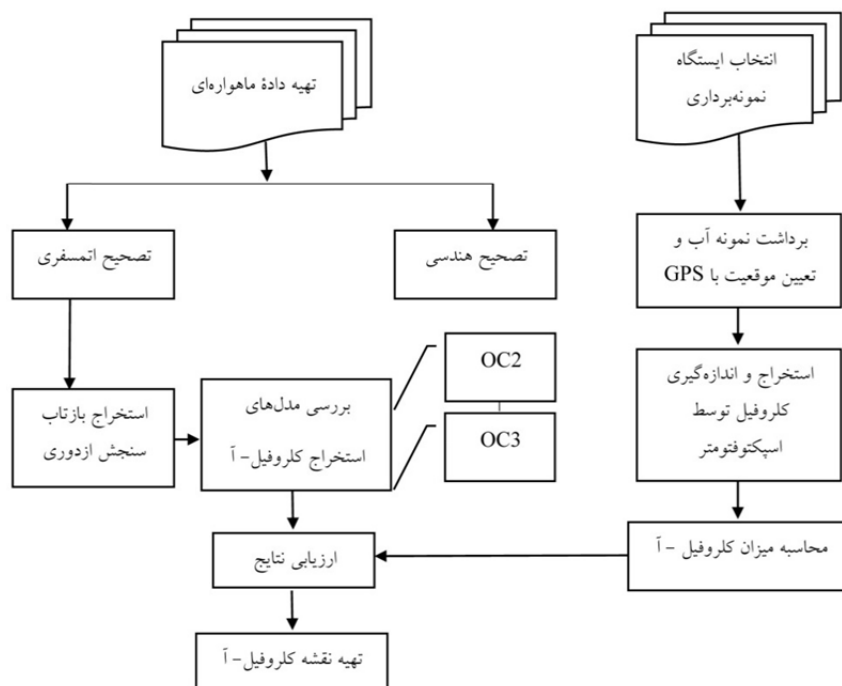 انتخاب ایستگاه
نمونه‌برداری
تهیه دادۀ ماهواره‌ای
برداشت نمونه آب و
تعیین موقعیت با GPS
تصحیح هندسی
تصحیح اتمسفری
استخراج و اندازه‌گیری
کلروفیل توسط
اسپکتوفتومتر
OC2
OC3
بررسی مدل‌های
استخراج کلروفیل- آ
استخراج بازتاب
سنجش ازدوری
محاسبه میزان کلروفیل - آ
ارزیابی نتایج
تهیه نقشه کلروفیل- آ